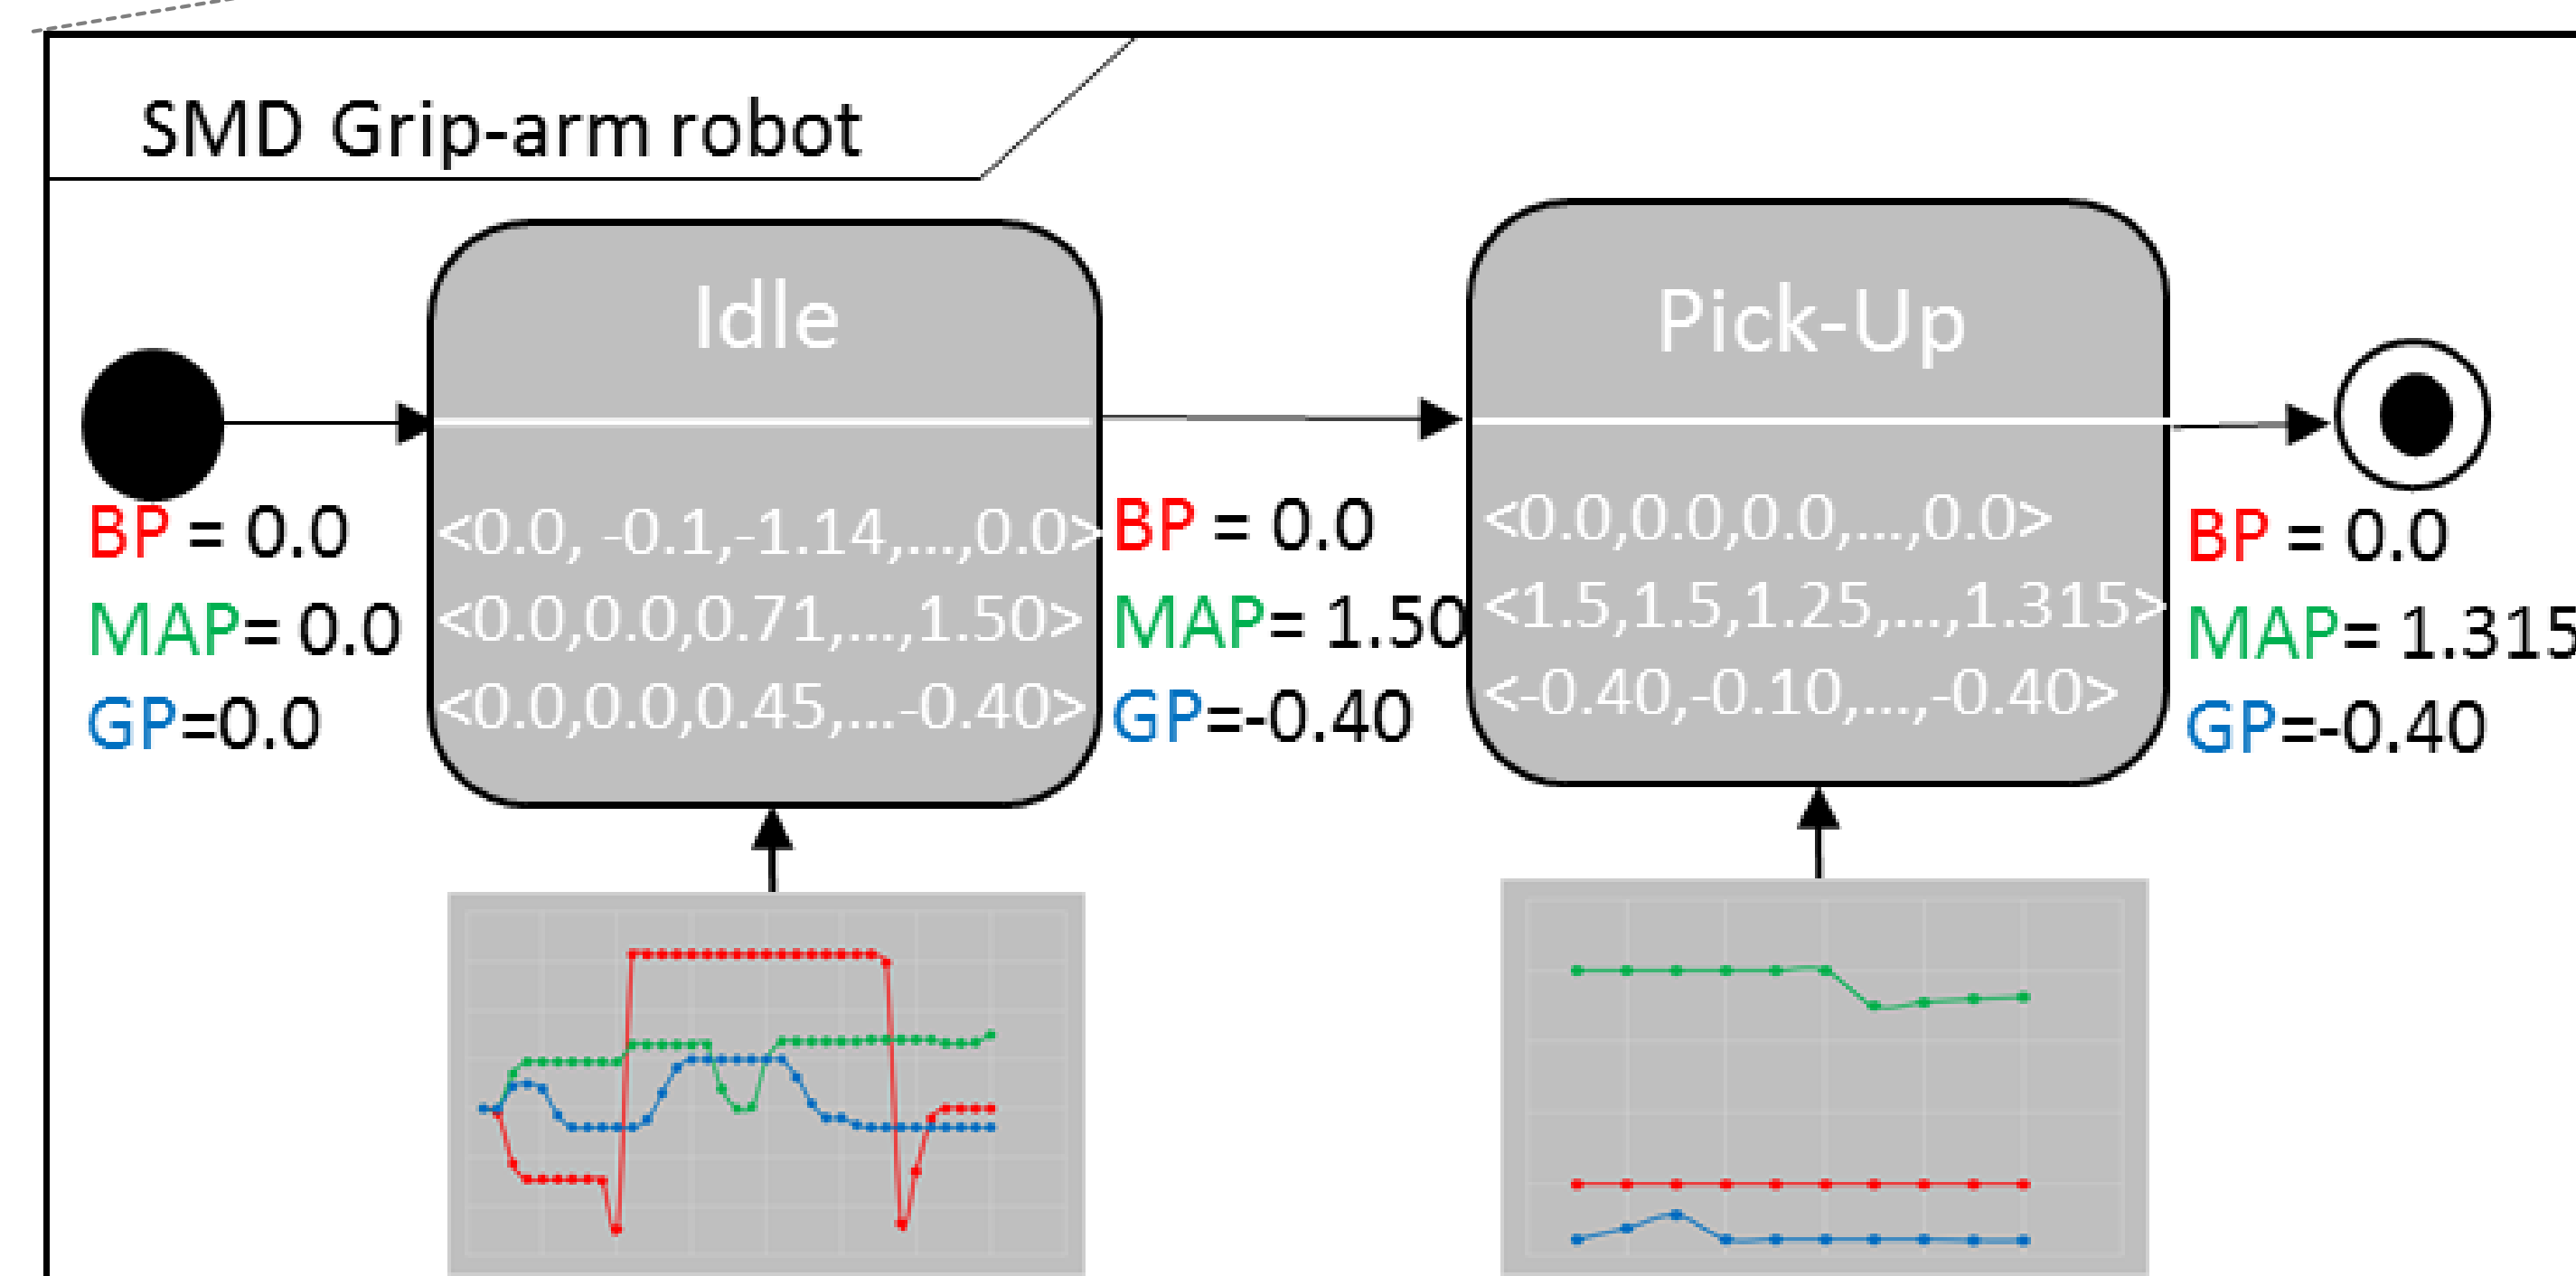 SMD Grip-arm robot
Idle
Pick-Up
BP = 0.0
MAP= 0.0
GP=0.0
<0.0, -0.1,-1.14,...,0.0>
<0.0,0.0,0.71,...,1.50>
<0.0,0.0,0.45,...-0.40>
BP = 0.0
MAP= 1.50
GP=-0.40
<0.0,0.0,0.0,...,0.0>
<1.5,1.5,1.25,...,1.315>
<-0.40,-0.10,...,-0.40>
BP = 0.0
MAP= 1.315
GP=-0.40